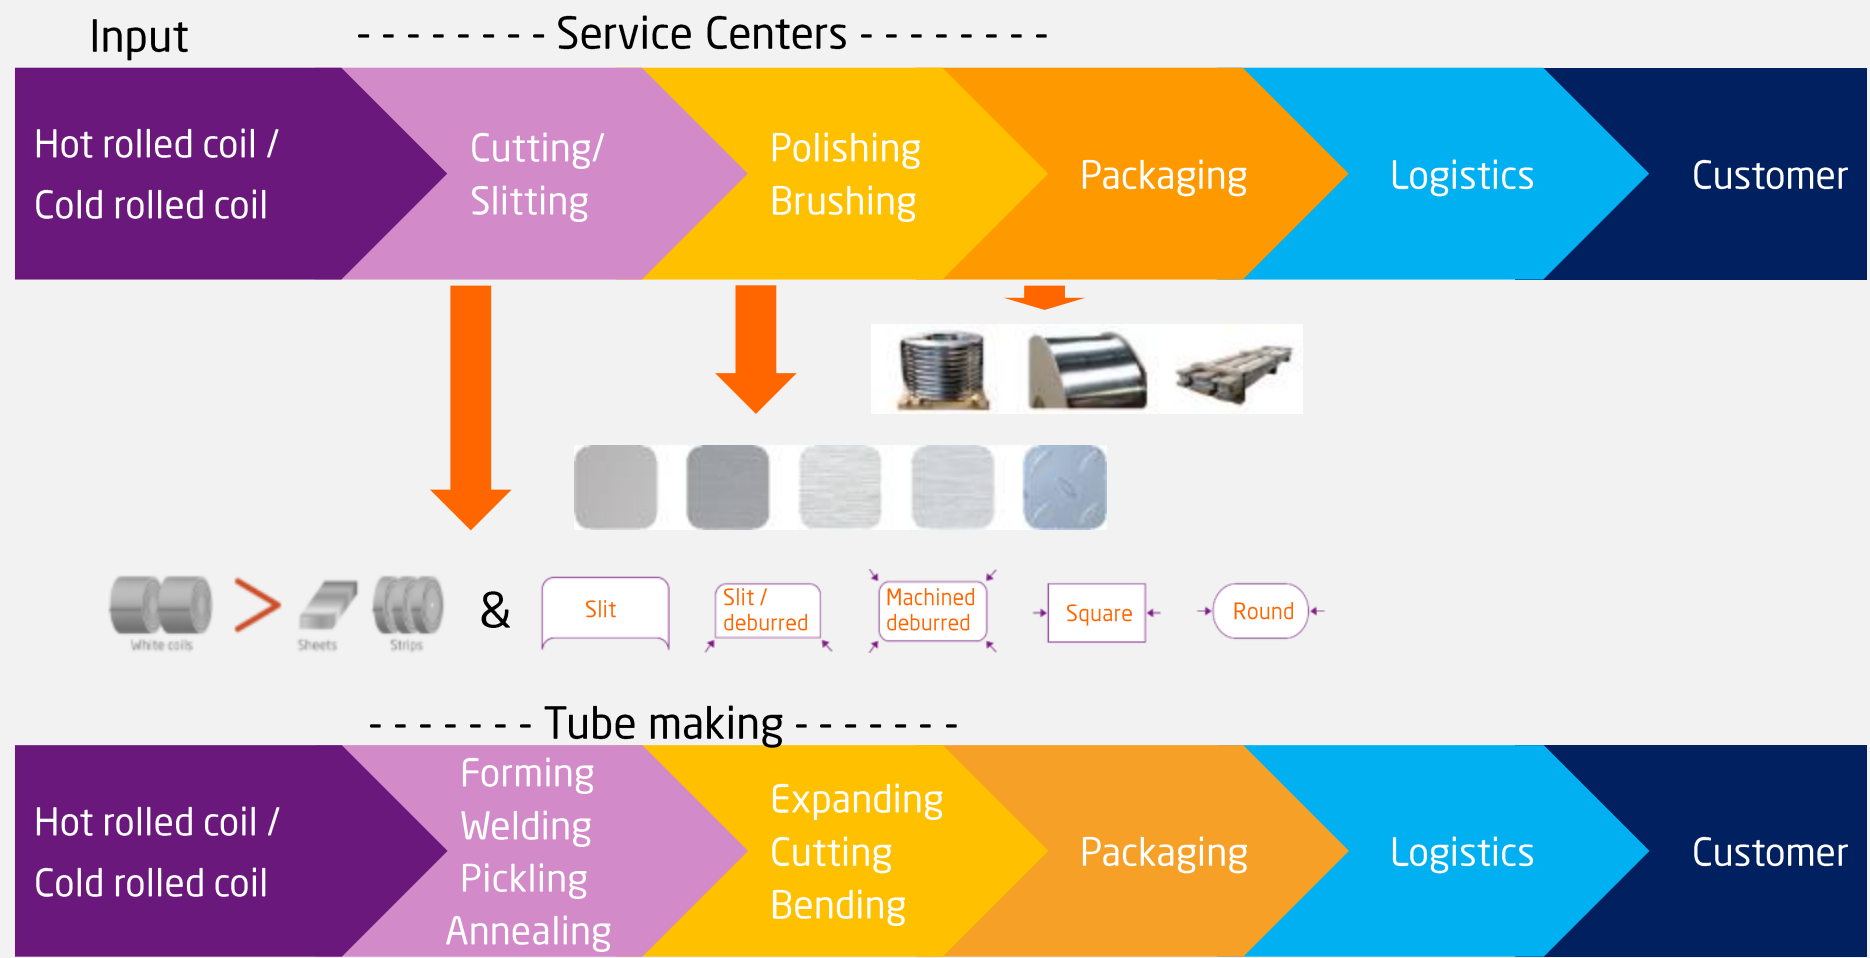 Input
- - - - - - - - Service Centers - - - - - - - -
Hot rolled coil /
Cold rolled coil
Cutting/
Slitting
Polishing
Brushing
Packaging
Logistics
Customer
White coils
Sheets
Strips
&
Slit
Slit /
deburred
Machined
deburred
Square
Round
- - - - - - - Tube making - - - - - - -
Hot rolled coil /
Cold rolled coil
Forming
Welding
Pickling
Annealing
Expanding
Cutting
Bending
Packaging
Logistics
Customer